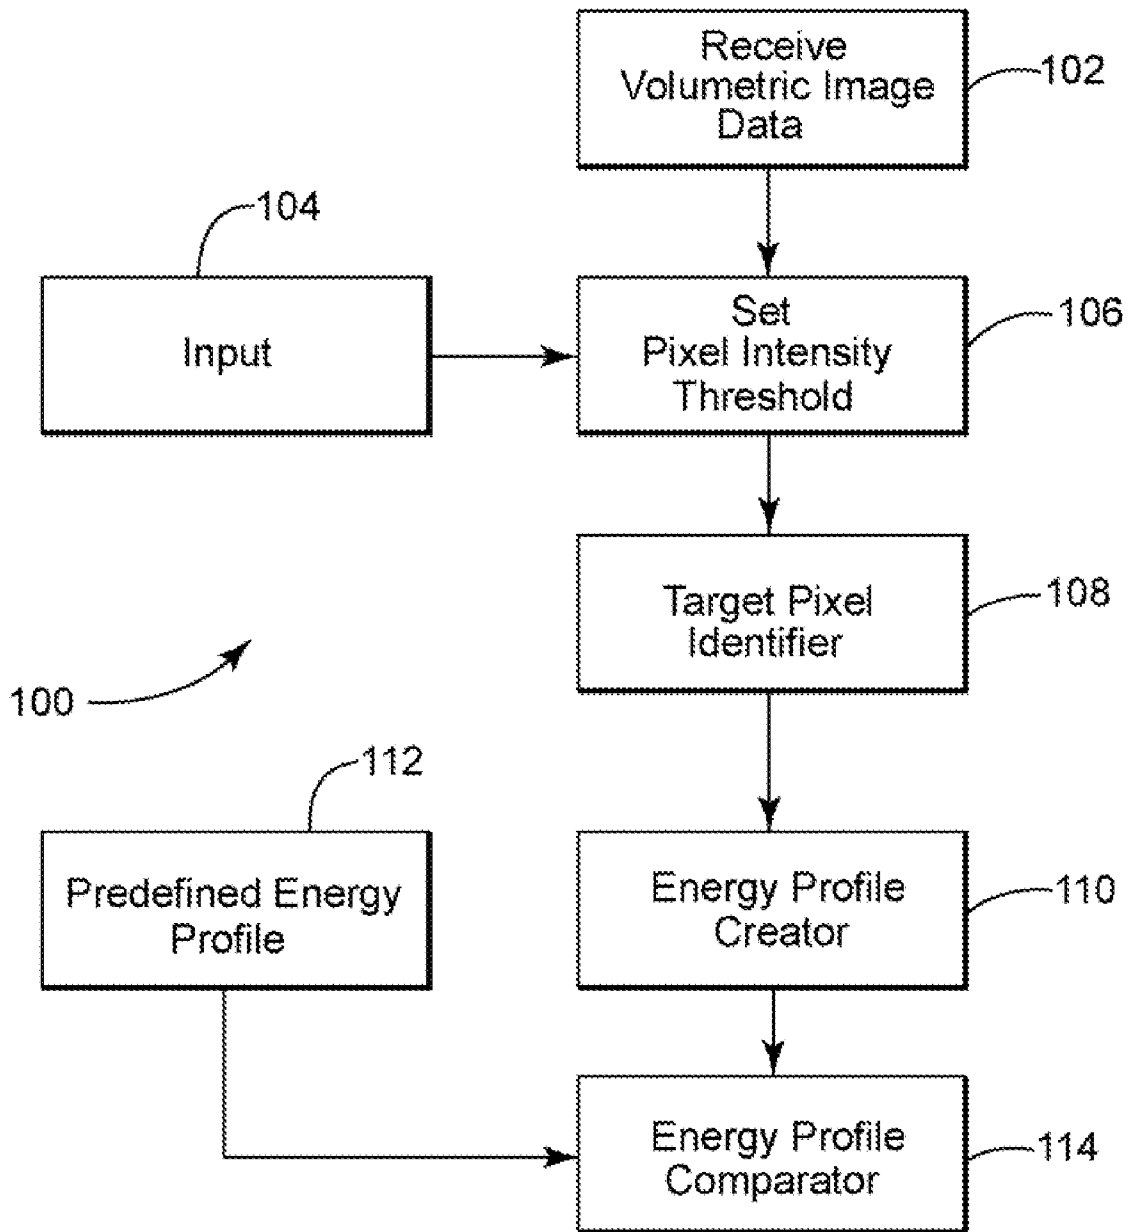 Receive
Volumetric Image
Data
102
104
Input
Set
Pixel Intensity
Threshold
106
Target Pixel
Identifier
108
100
112
Predefined Energy
Profile
Energy Profile
Creator
110
Energy Profile
Comparator
114